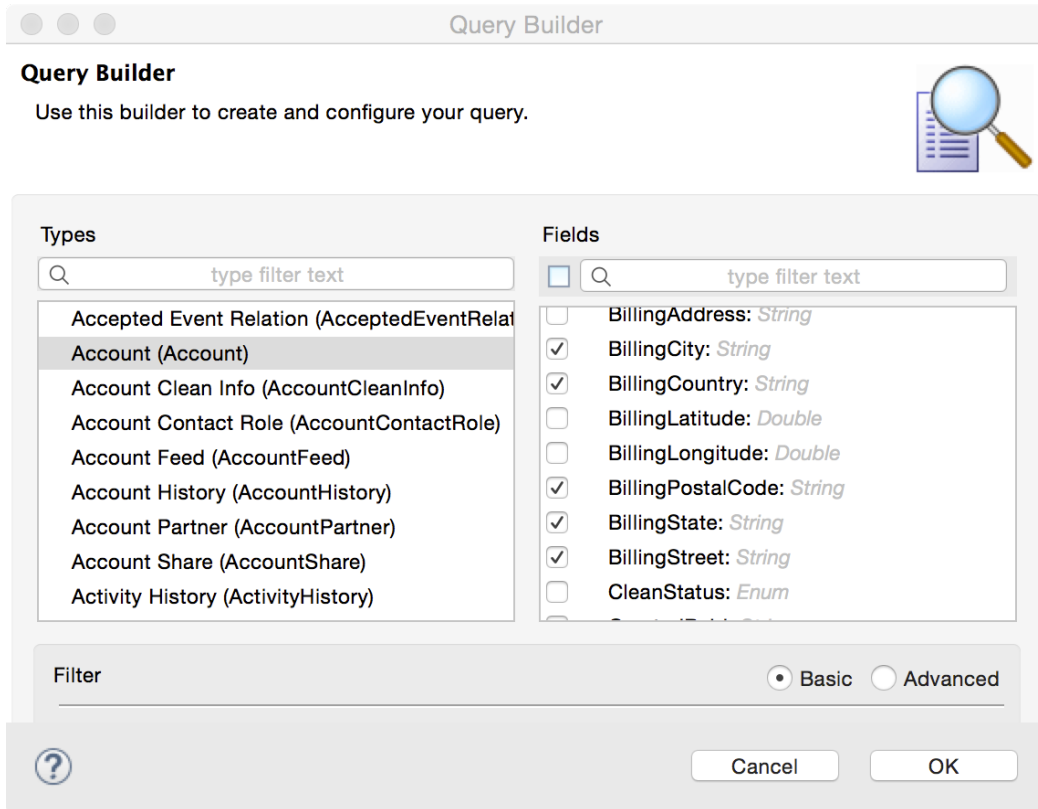 Query Builder
Query Builder
Use this builder to create and configure your query.
Types
type filter text
Accepted Event Relation (AcceptedEventRelat
Account (Account)
Account Clean Info (AccountCleanInfo)
Account Contact Role (AccountContactRole)
Account Feed (AccountFeed)
Account History (AccountHistory)
Account Partner (AccountPartner)
Account Share (AccountShare)
Activity History (ActivityHistory)
Fields
type filter text
BillingAddress: String
BillingCity: String
BillingCountry: String
BillingLatitude: Double
BillingLongitude: Double
BillingPostalCode: String
BillingState: String
BillingStreet: String
CleanStatus: Enum
Filter
Basic
Advanced
?
Cancel
OK